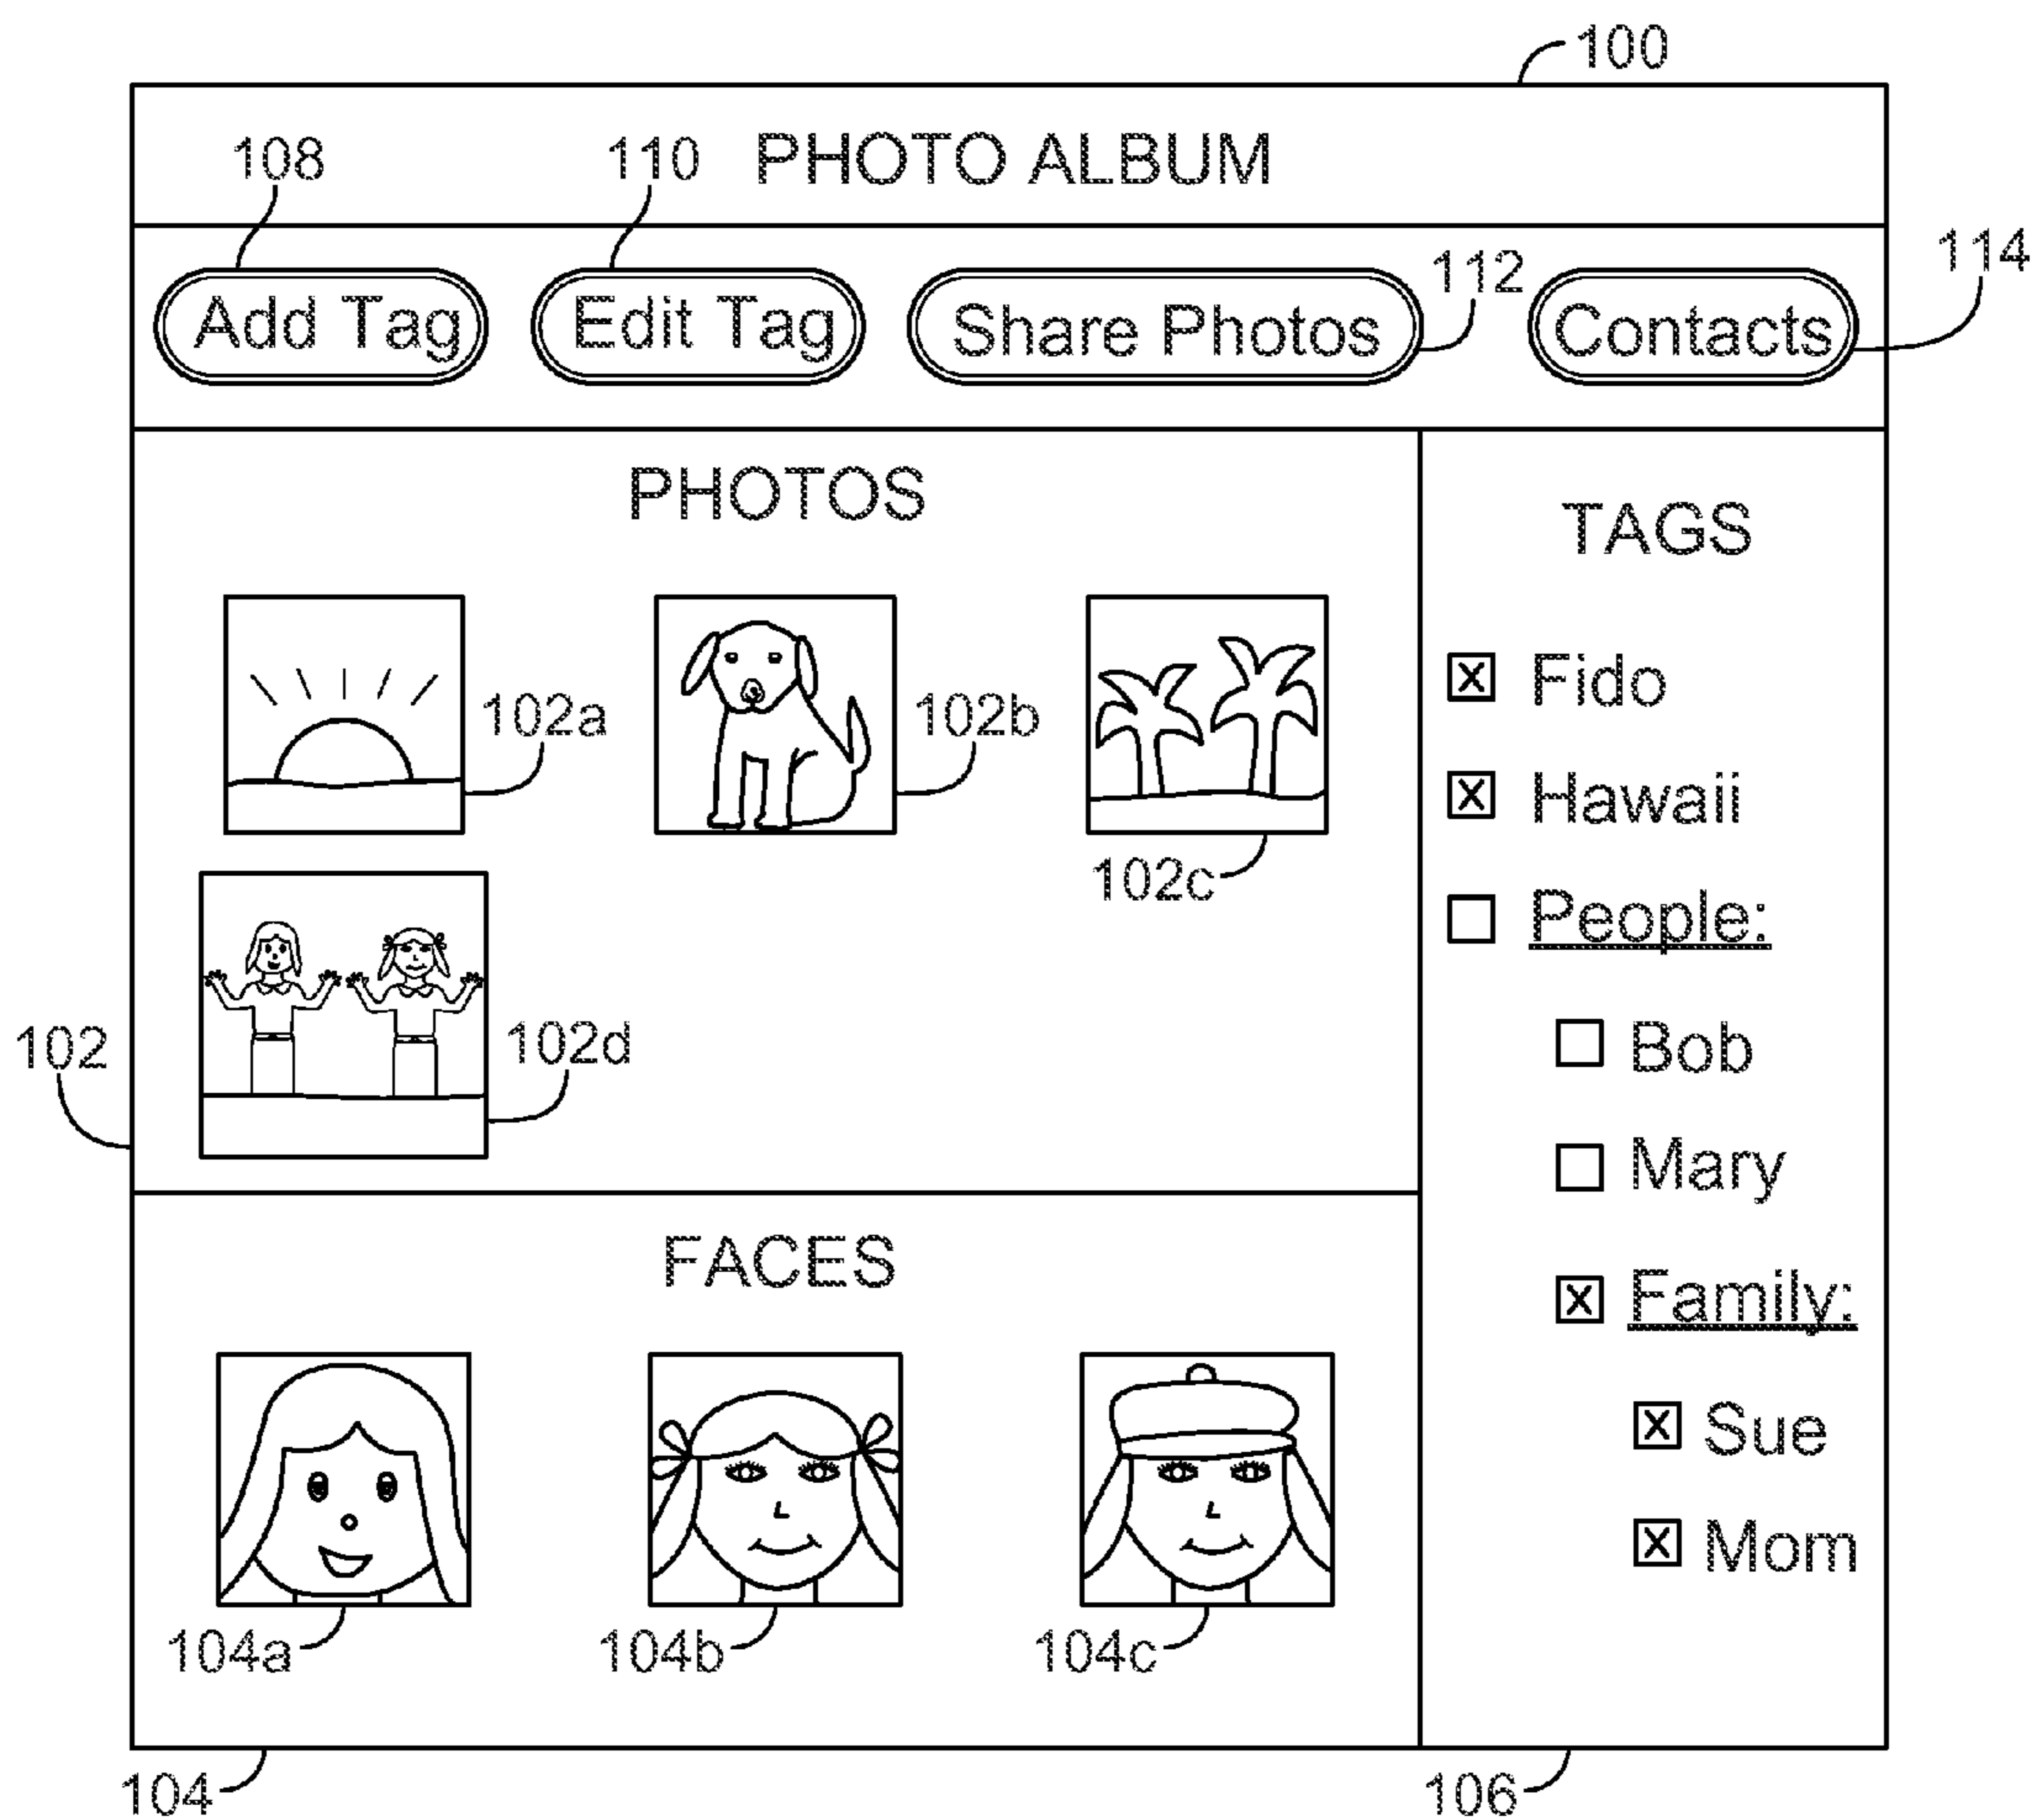 100
108
110
PHOTO ALBUM
112
114
Add Tag
Edit Tag
Share Photos
Contacts
PHOTOS
102a
102b
102c
102d
102
FACES
104a
104b
104c
104
TAGS
Fido
Hawaii
People:
Bob
Mary
Family:
Sue
Mom
106